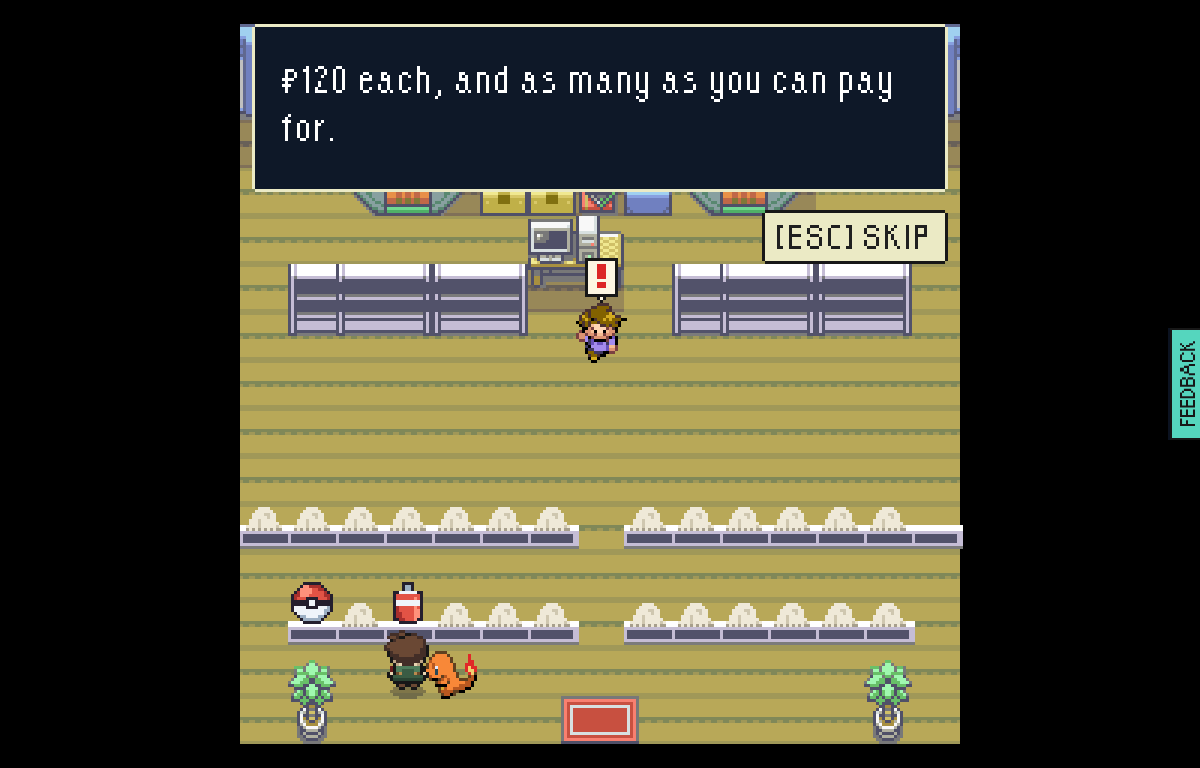 ₽120 each, and as many as you can pay
for.
[ESC] SKIP
!
FEEDBACK